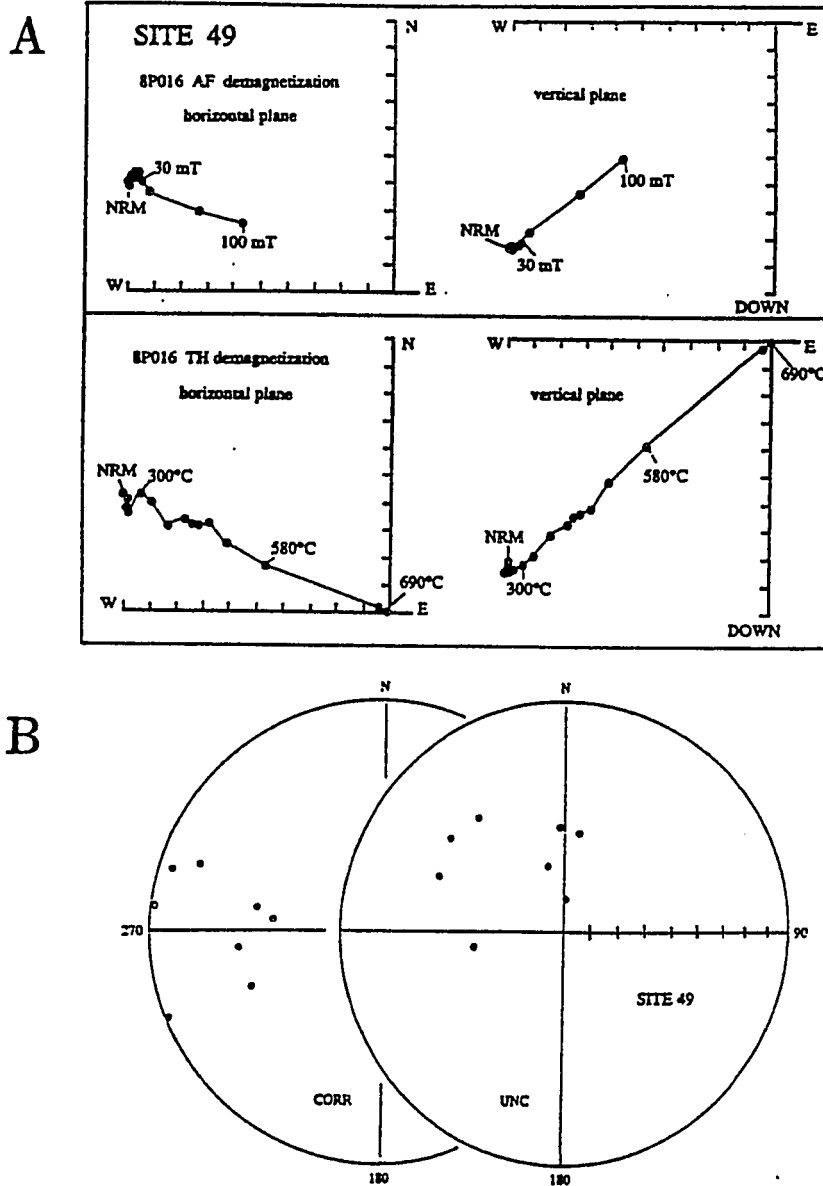 A
SITE 49
8P016 AF demagnetization
horizontal plane
N
30 mT
NRM
100 mT
W
E
W
E
vertical plane
100 mT
NRM
30 mT
DOWN
8P016 TH demagnetization
horizontal plane
N
NRM
300°C
580°C
690°C
W
E
W
E
690°C
vertical plane
580°C
NRM
300°C
DOWN
B
N
N
270
90
SITE 49
CORR
UNC
180
180